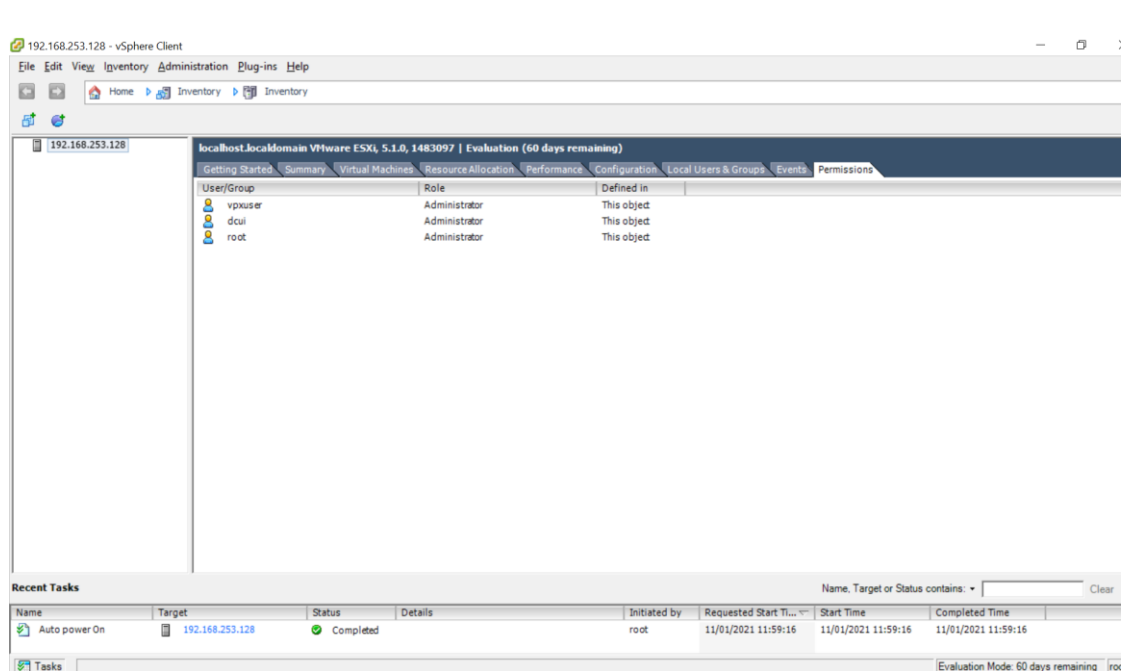 192.168.253.128 - vSphere Client
File Edit View Inventory Administration Plug-ins Help
Home Inventory Inventory
192.168.253.128
localhost.localdomain VMware ESXi, 5.1.0, 1483097 | Evaluation (60 days remaining)
Getting Started Summary Virtual Machines Resource Allocation Performance Configuration Local Users & Groups Events Permissions
User/Group Role Defined in
vpxuser Administrator This object
dcui Administrator This object
root Administrator This object
Recent Tasks Name, Target or Status contains: Clear
Name Target Status Details Initiated by Requested Start Ti... Start Time Completed Time
Auto power On 192.168.253.128 Completed root 11/01/2021 11:59:16 11/01/2021 11:59:16 11/01/2021 11:59:16
Tasks Evaluation Mode: 60 days remaining